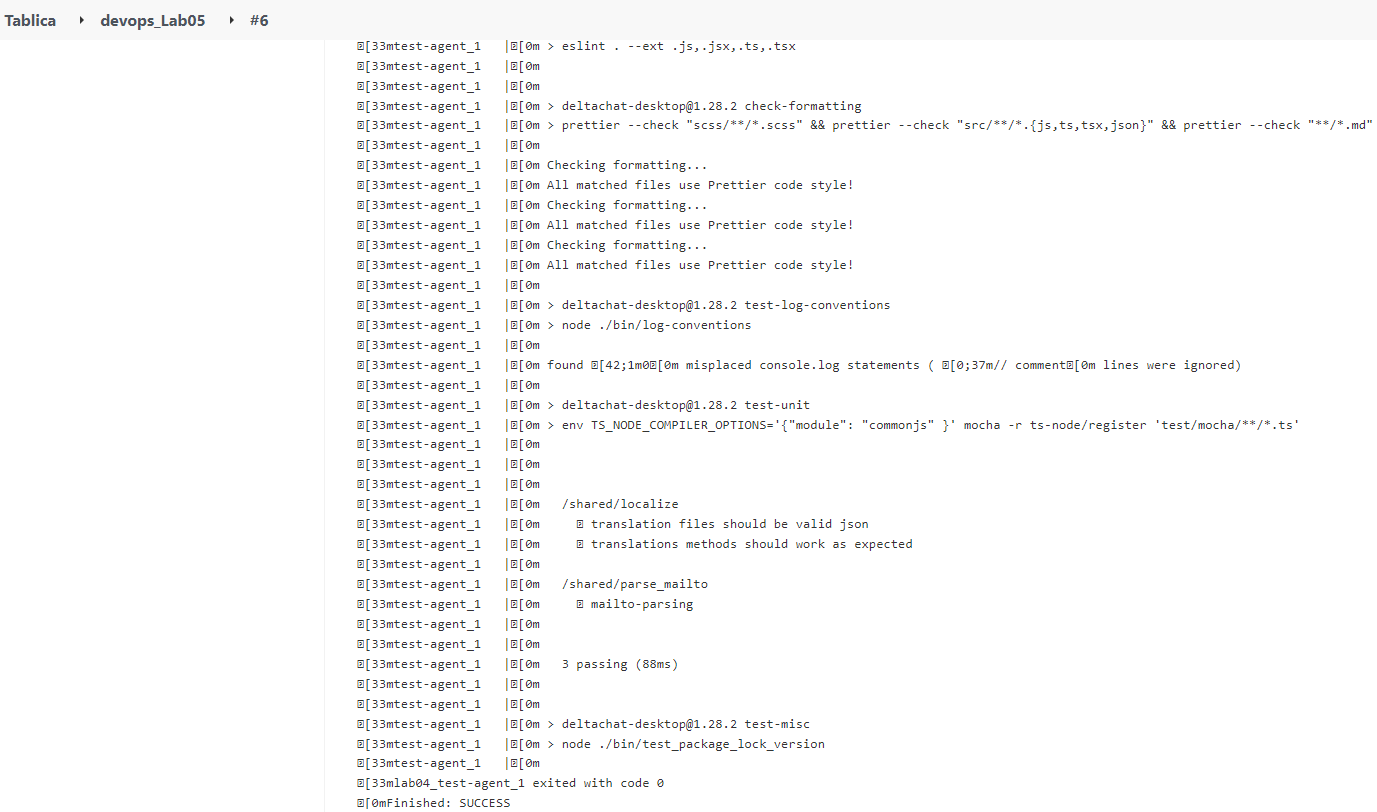 Tablica ‣ devops_Lab05 ‣ #6
[33mtest-agent_1   |[0m > eslint . --ext .js,.jsx,.ts,.tsx
[33mtest-agent_1   |[0m
[33mtest-agent_1   |[0m
[33mtest-agent_1   |[0m > deltachat-desktop@1.28.2 check-formatting
[33mtest-agent_1   |[0m > prettier --check "scss/**/*.scss" && prettier --check "src/**/*.{js,ts,tsx,json}" && prettier --check "**/*.md"
[33mtest-agent_1   |[0m
[33mtest-agent_1   |[0m Checking formatting...
[33mtest-agent_1   |[0m All matched files use Prettier code style!
[33mtest-agent_1   |[0m Checking formatting...
[33mtest-agent_1   |[0m All matched files use Prettier code style!
[33mtest-agent_1   |[0m Checking formatting...
[33mtest-agent_1   |[0m All matched files use Prettier code style!
[33mtest-agent_1   |[0m
[33mtest-agent_1   |[0m > deltachat-desktop@1.28.2 test-log-conventions
[33mtest-agent_1   |[0m > node ./bin/log-conventions
[33mtest-agent_1   |[0m
[33mtest-agent_1   |[0m found [42;1m0[0m misplaced console.log statements ( [0;37m// comment[0m lines were ignored)
[33mtest-agent_1   |[0m
[33mtest-agent_1   |[0m > deltachat-desktop@1.28.2 test-unit
[33mtest-agent_1   |[0m > env TS_NODE_COMPILER_OPTIONS='{"module": "commonjs" }' mocha -r ts-node/register 'test/mocha/**/*.ts'
[33mtest-agent_1   |[0m
[33mtest-agent_1   |[0m
[33mtest-agent_1   |[0m
[33mtest-agent_1   |[0m   /shared/localize
[33mtest-agent_1   |[0m     translation files should be valid json
[33mtest-agent_1   |[0m     translations methods should work as expected
[33mtest-agent_1   |[0m
[33mtest-agent_1   |[0m   /shared/parse_mailto
[33mtest-agent_1   |[0m     mailto-parsing
[33mtest-agent_1   |[0m
[33mtest-agent_1   |[0m
[33mtest-agent_1   |[0m   3 passing (88ms)
[33mtest-agent_1   |[0m
[33mtest-agent_1   |[0m
[33mtest-agent_1   |[0m > deltachat-desktop@1.28.2 test-misc
[33mtest-agent_1   |[0m > node ./bin/test_package_lock_version
[33mtest-agent_1   |[0m
[33mlab04_test-agent_1 exited with code 0
[0mFinished: SUCCESS